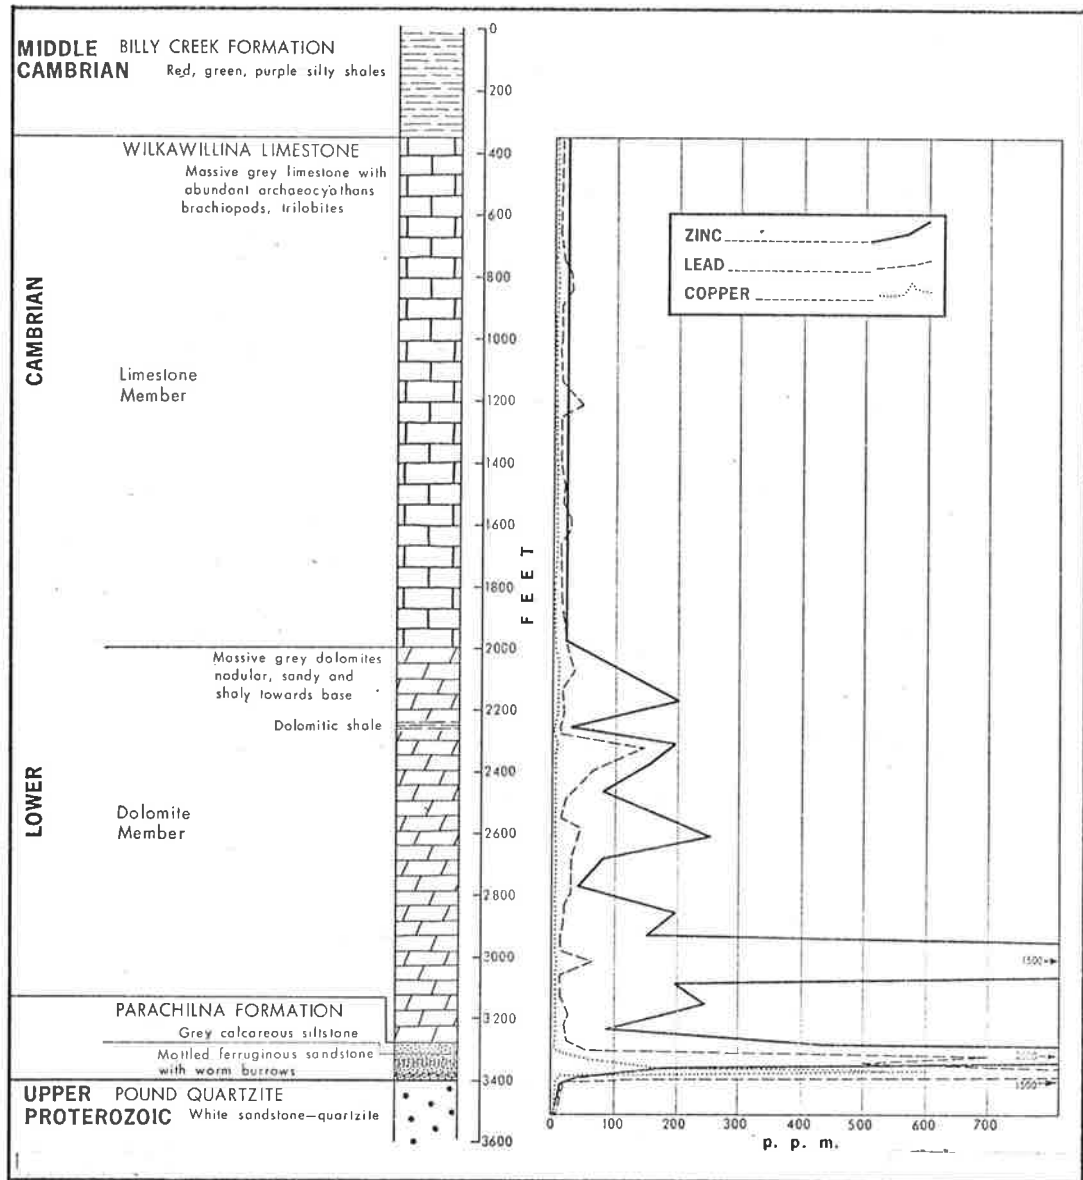 MIDDLE CAMBRIAN
BILLY CREEK FORMATION
Red, green, purple silty shales
WILKAWILLINA LIMESTONE
Massive grey limestone with
abundant archaeocyathans
brachiopods, trilobites
CAMBRIAN
Limestone
Member
Massive grey dolomites
nodular, sandy and
shaly towards base
Dolomitic shale
LOWER
Dolomite
Member
PARACHILNA FORMATION
Grey calcareous siltstone
Mottled ferruginous sandstone
with worm burrows
UPPER PROTEROZOIC
POUND QUARTZITE
White sandstone—quartzite
0
200
400
600
800
1000
1200
1400
1600
1800
2000
2200
2400
2600
2800
3000
3200
3400
3600
FEET
ZINC
LEAD
COPPER
1500
1500
0 100 200 300 400 500 600 700
p. p. m.